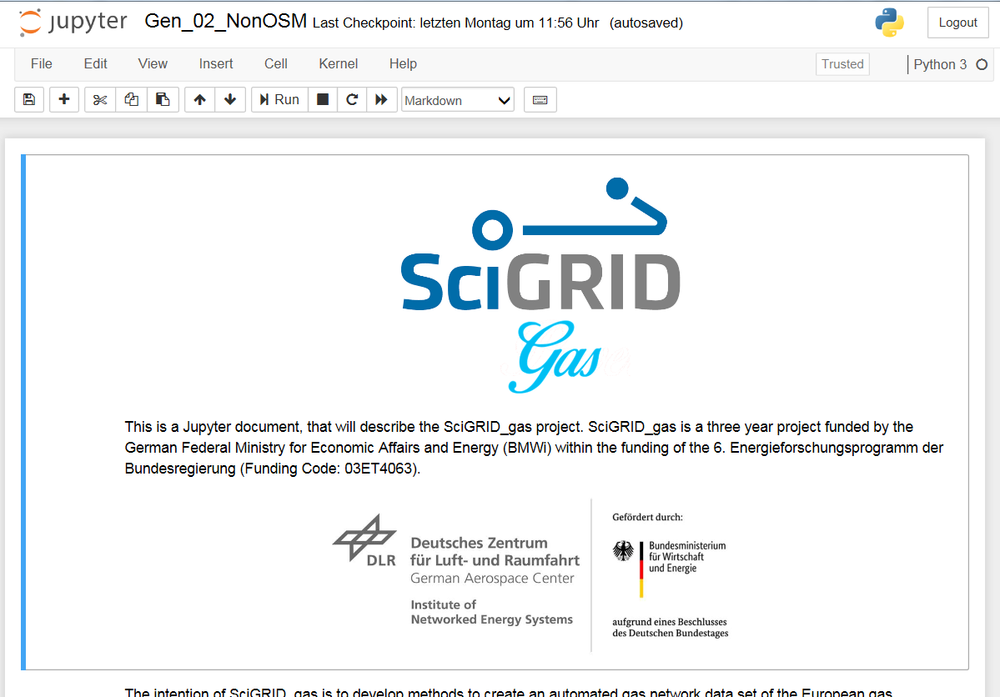 jupyter Gen_02_NonOSM Last Checkpoint: letzten Montag um 11:56 Uhr (autosaved) Logout
File Edit View Insert Cell Kernel Help Trusted Python 3
Run Markdown
SciGRID
Gas
This is a Jupyter document, that will describe the SciGRID_gas project. SciGRID_gas is a three year project funded by the
German Federal Ministry for Economic Affairs and Energy (BMWi) within the funding of the 6. Energieforschungsprogramm der
Bundesregierung (Funding Code: 03ET4063).
DLR
Deutsches Zentrum
für Luft- und Raumfahrt
German Aerospace Center
Institute of
Networked Energy Systems
Gefördert durch:
Bundesministerium
für Wirtschaft
und Energie
aufgrund eines Beschlusses
des Deutschen Bundestages
The intention of SciGRID_gas is to develop methods to create an automated gas network data set of the European gas